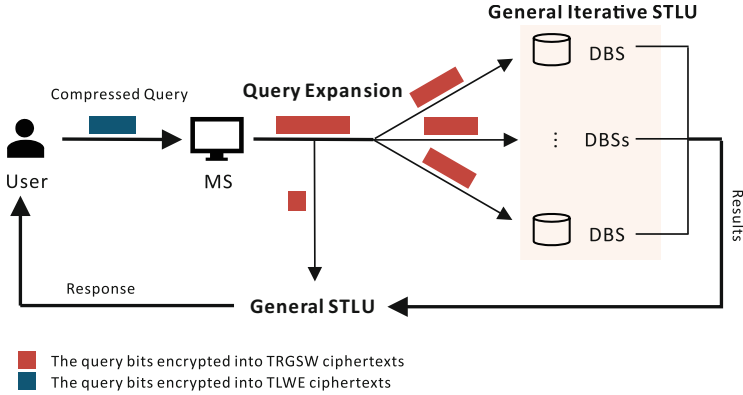 General Iterative STLU
DBS
Compressed Query
Query Expansion
User
MS
DBSs
DBS
Results
Response
General STLU
The query bits encrypted into TRGSW ciphertexts
The query bits encrypted into TLWE ciphertexts